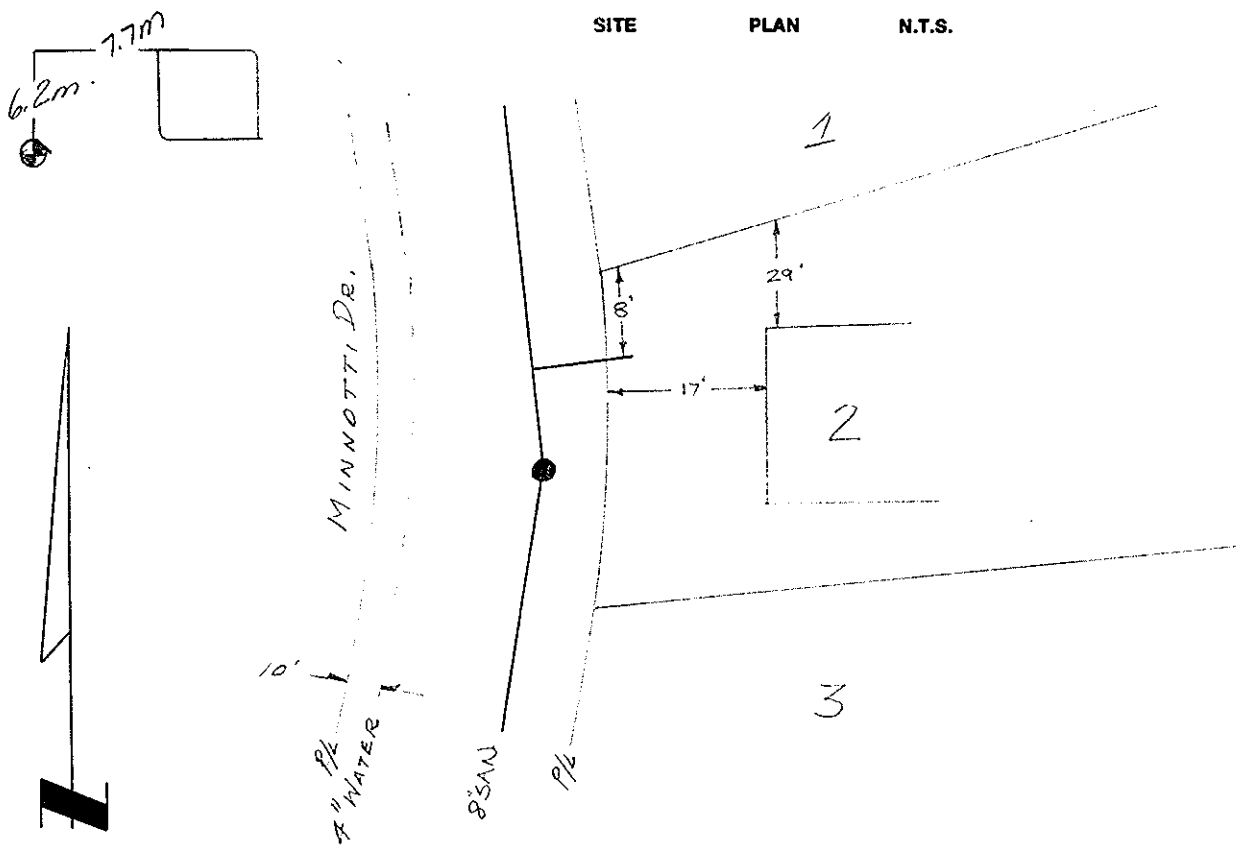 SITE PLAN N.T.S.
7.7m
6.2m.
1
29'
8'
MINNOTTI DR.
17'
2
10'
3
P/L
4" WATER
8"SAN
P/L
N